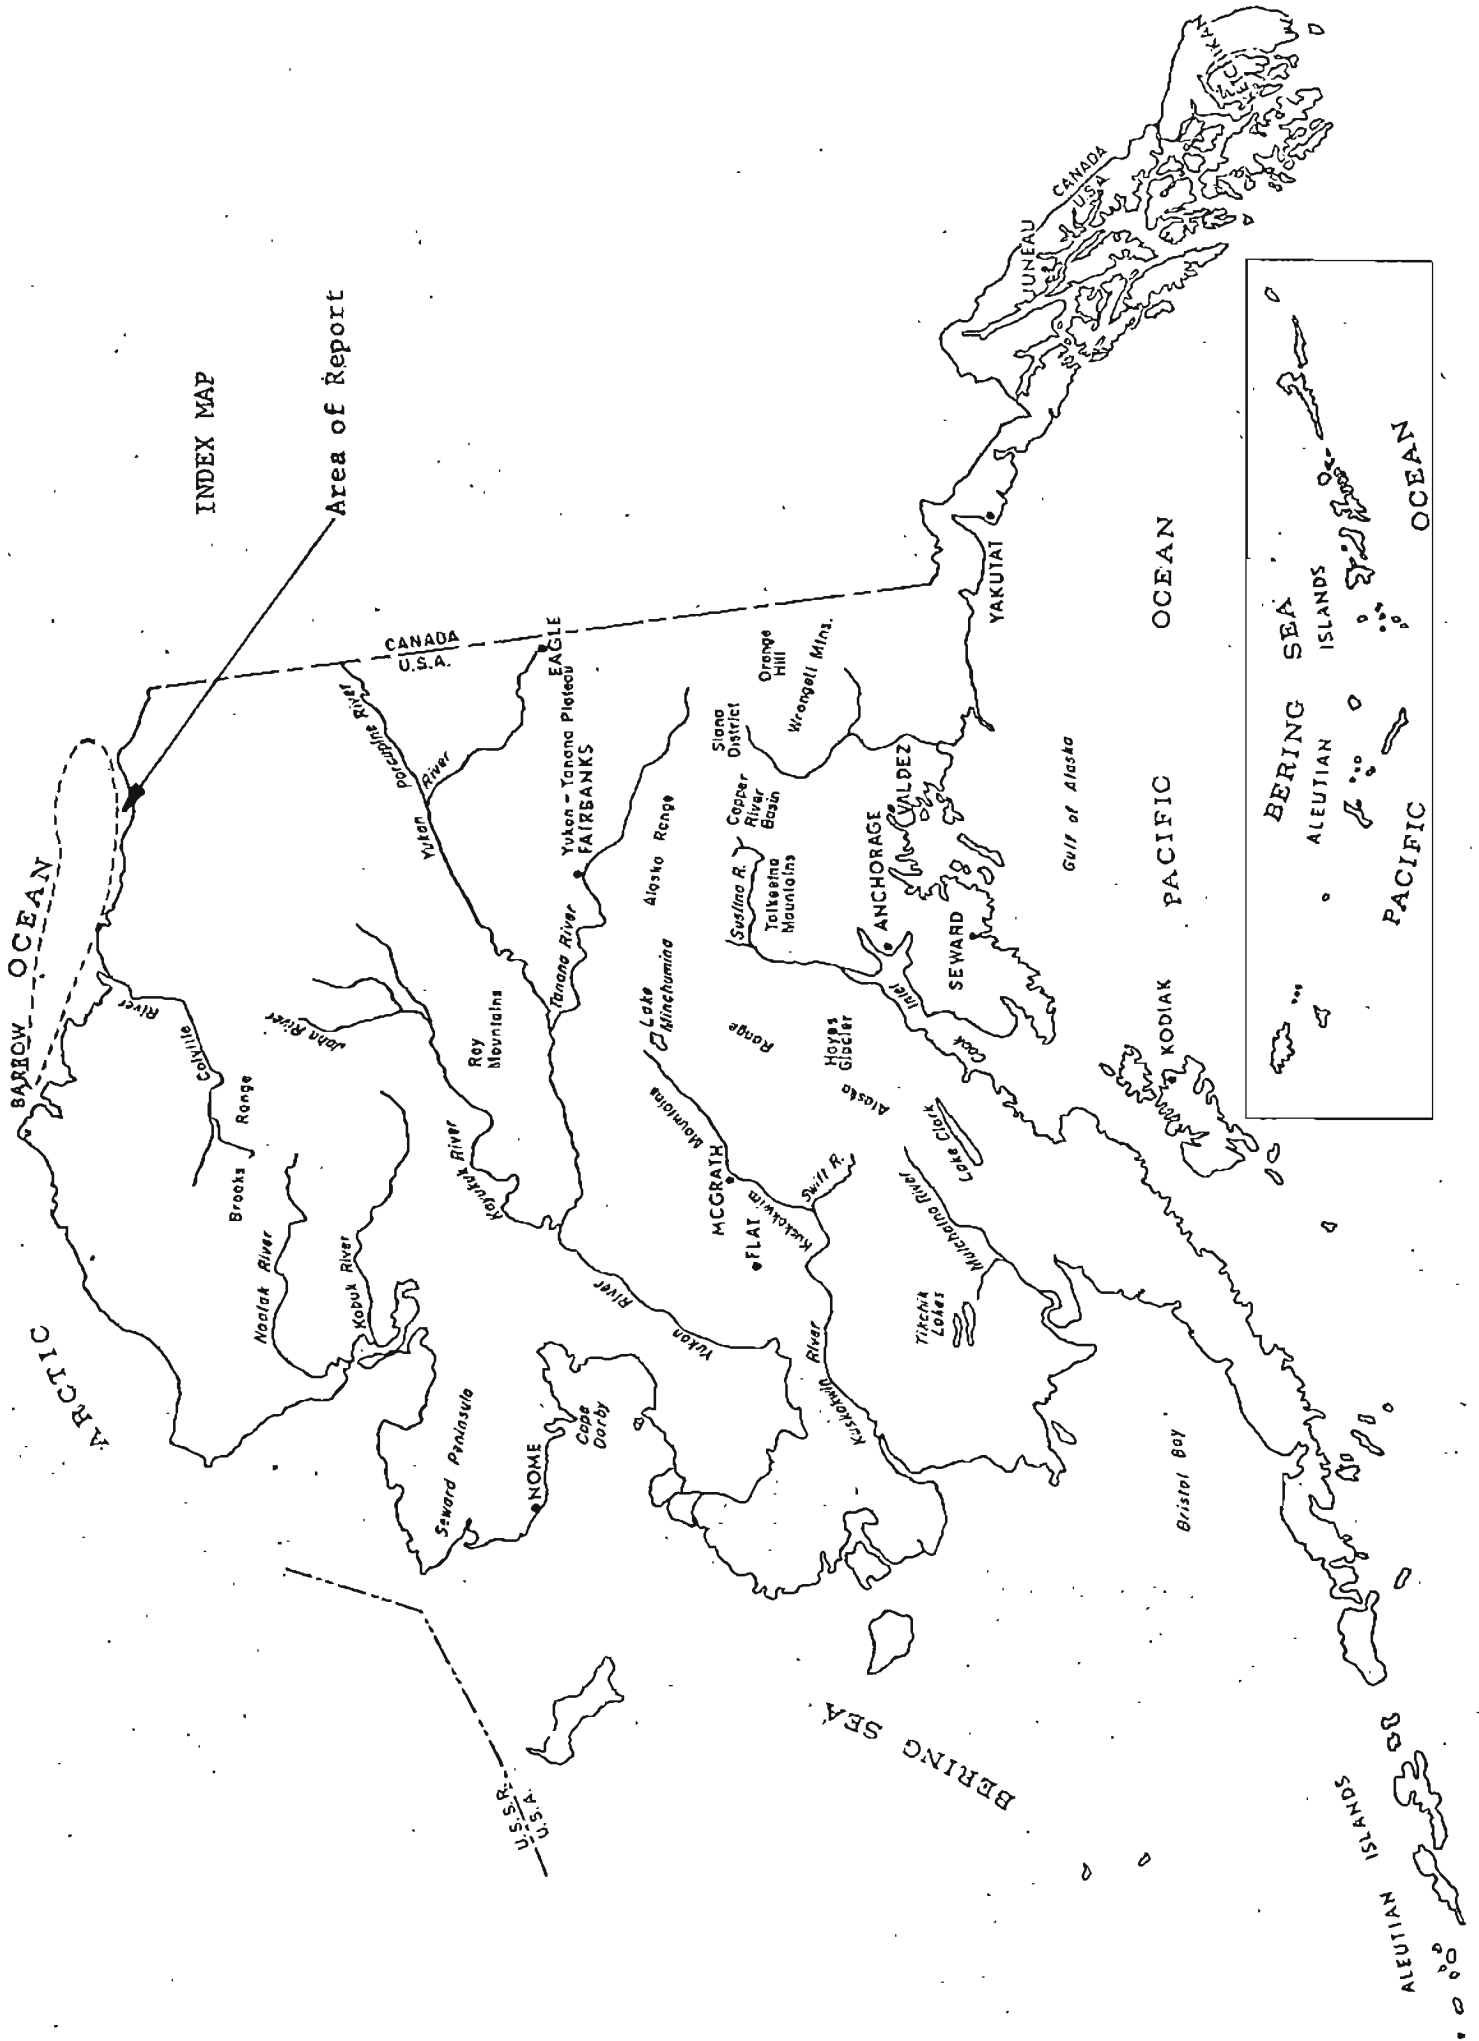 INDEX MAP
Area of Report
ARCTIC
OCEAN
BARROW
Colville
River
John River
Brooks
Range
Noatak River
Kobuk River
Koyukuk River
Ray
Mountains
Porcupine River
Yukon
River
CANADA
U.S.A.
EAGLE
Yukon - Tanana Plateau
FAIRBANKS
Tanana River
Seward Peninsula
NOME
Cape
Darby
Yukon
River
U.S.S.R.
U.S.A.
Lake
Minchumina
Alaska Range
Mountains
MCGRATH
FLAT
Kuskokwim
Swift R.
Kuskokwim
River
Alaska
Range
Hayes
Glacier
Susitna R.
Talkeetna
Mountains
Copper
River
Basin
Slana
District
Orange
Hill
Wrangell Mtns.
VALDEZ
ANCHORAGE
SEWARD
Cook
Inlet
Lake Clark
Mulchatna River
Tikchik
Lakes
YAKUTAT
JUNEAU
CANADA
U.S.A.
Gulf of Alaska
KODIAK
PACIFIC
OCEAN
Bristol Bay
BERING SEA
ALEUTIAN
ISLANDS
BERING
SEA
ALEUTIAN
ISLANDS
PACIFIC
OCEAN